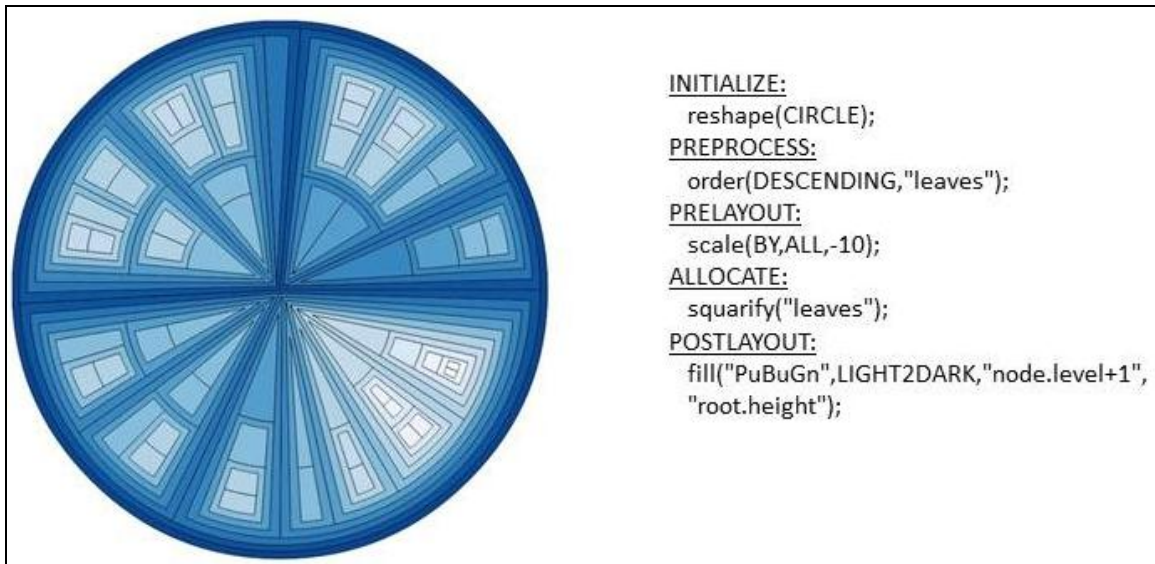 INITIALIZE:
reshape(CIRCLE);
PREPROCESS:
order(DESCENDING,"leaves");
PRELAYOUT:
scale(BY,ALL,-10);
ALLOCATE:
squarify("leaves");
POSTLAYOUT:
fill("PuBuGn",LIGHT2DARK,"node.level+1",
"root.height");